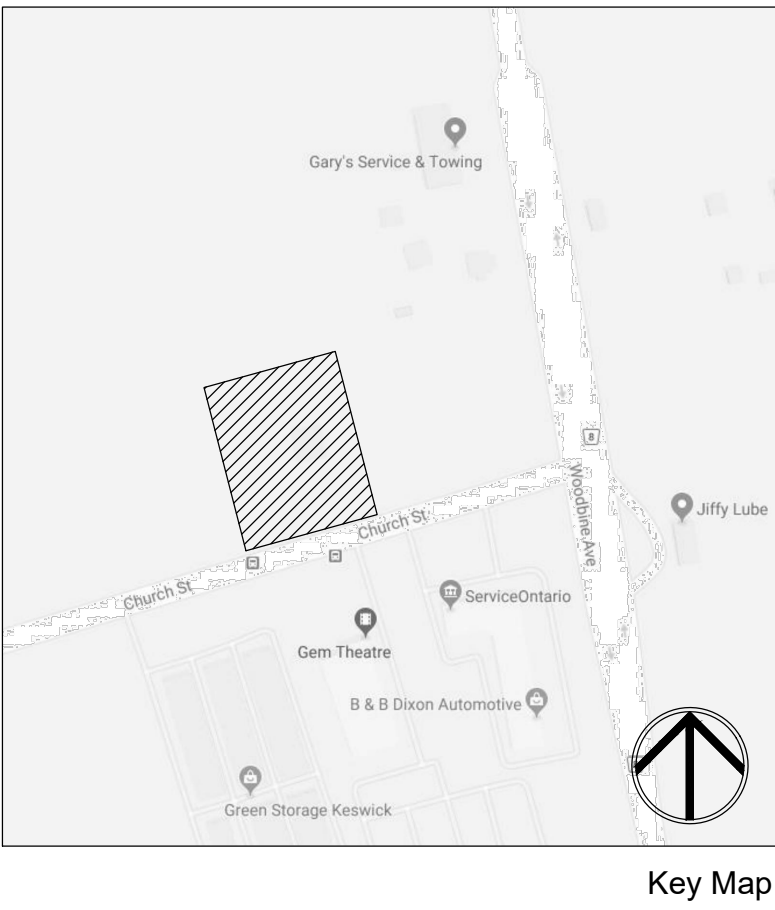 Gary's Service & Towing
8
Woodbine Ave
Jiffy Lube
Church St
ServiceOntario
Church St
Gem Theatre
B & B Dixon Automotive
Green Storage Keswick
Key Map